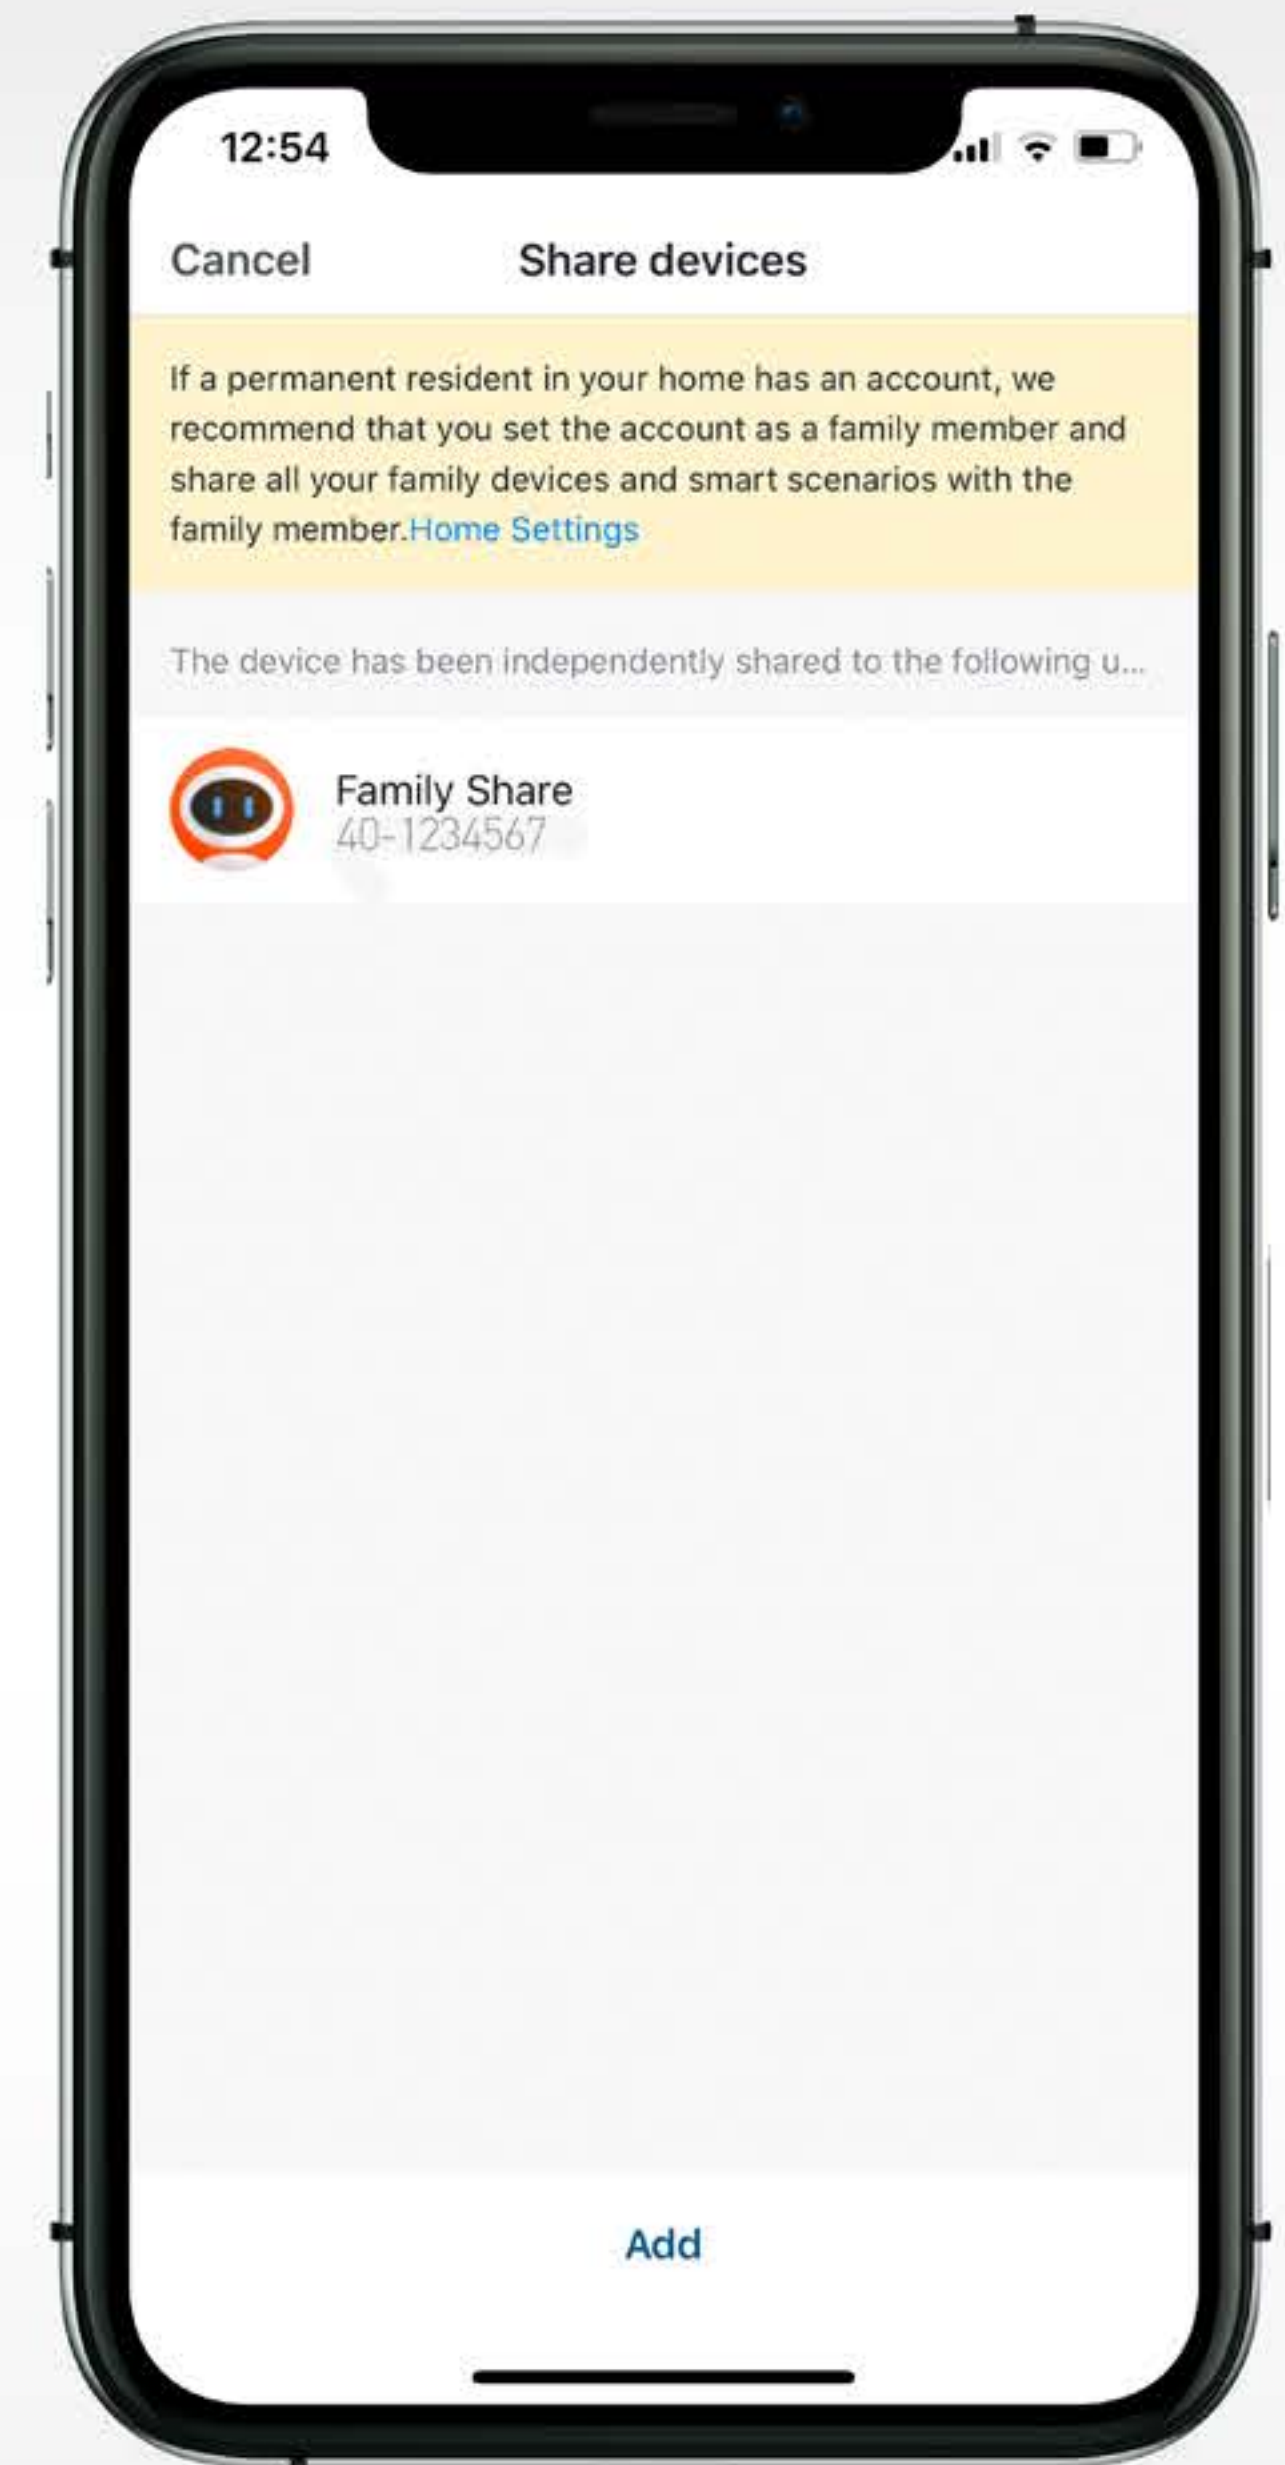 12:54
Cancel
Share devices
If a permanent resident in your home has an account, we
recommend that you set the account as a family member and
share all your family devices and smart scenarios with the
family member.Home Settings
The device has been independently shared to the following u...
Family Share
40-1234567
Add